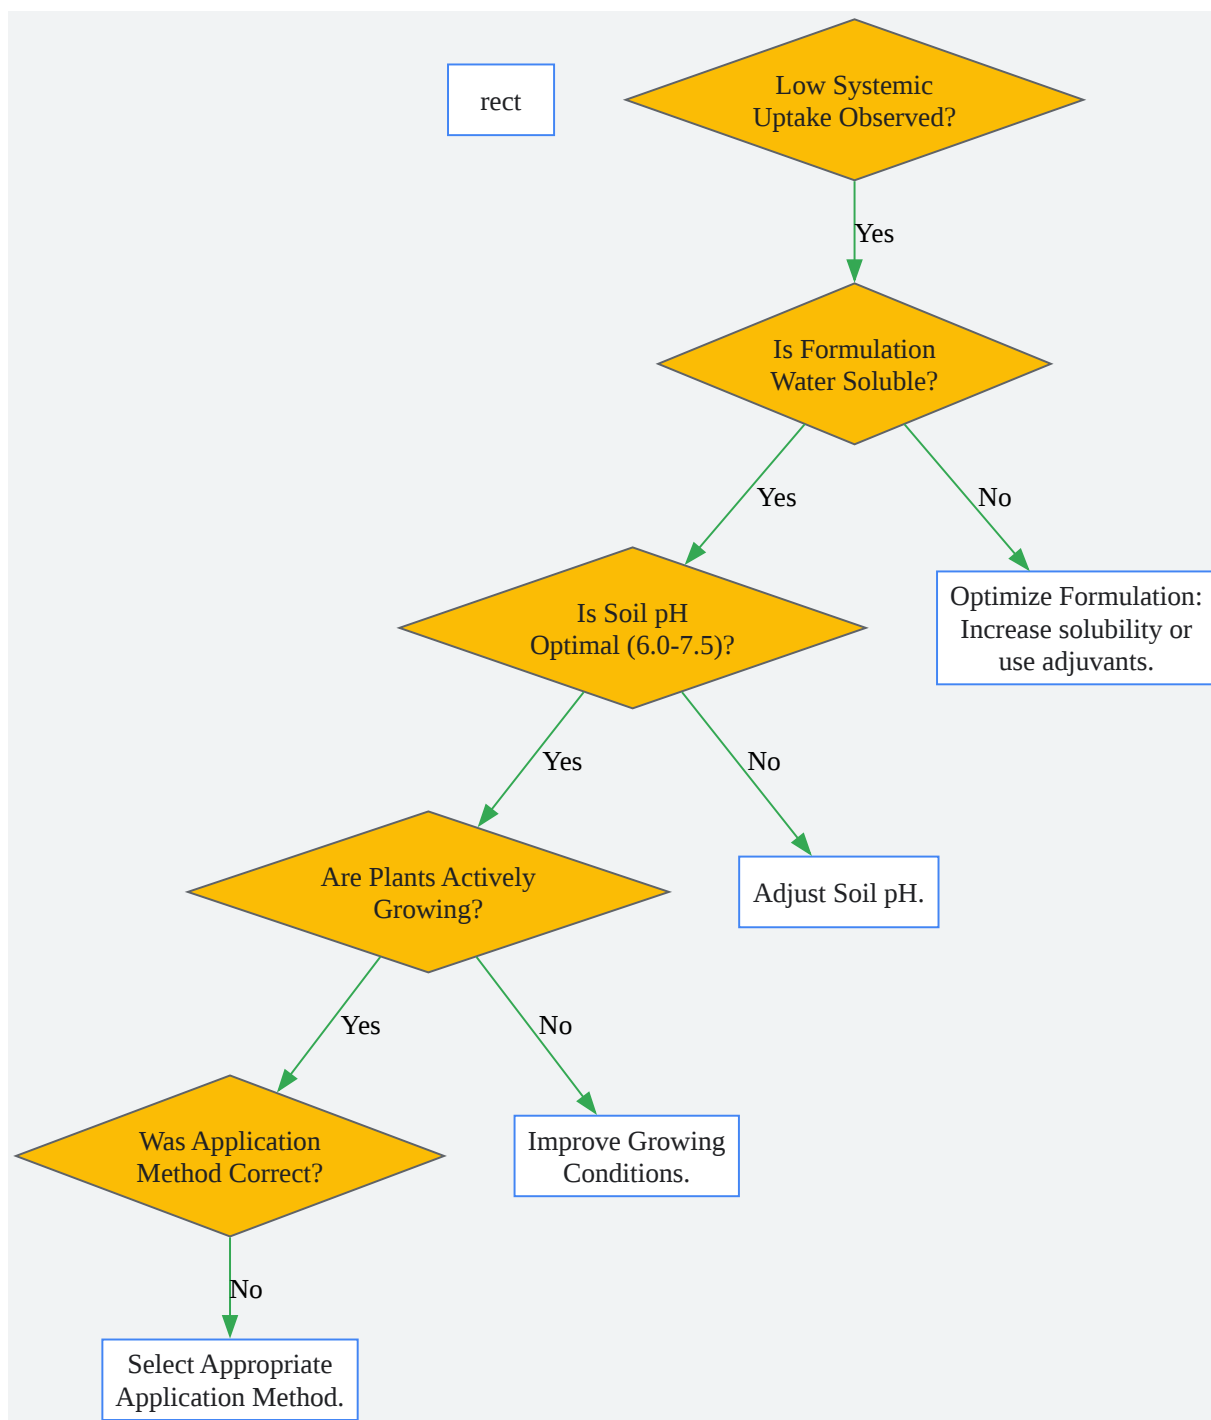 rect
Low Systemic
Uptake Observed?
Yes
Is Formulation
Water Soluble?
Yes
No
Is Soil pH
Optimal (6.0-7.5)?
Optimize Formulation:
Increase solubility or
use adjuvants.
Yes
No
Are Plants Actively
Growing?
Adjust Soil pH.
Yes
No
Was Application
Method Correct?
Improve Growing
Conditions.
No
Select Appropriate
Application Method.